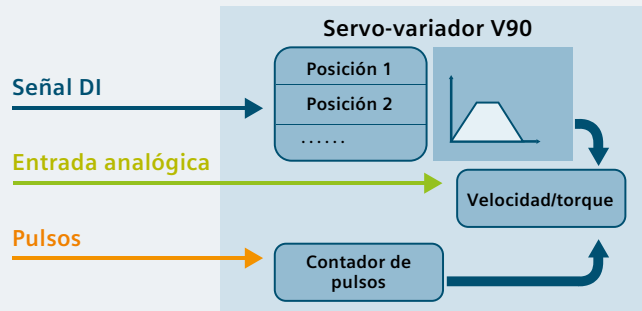 Servo-variador V90
Señal DI
Posición 1
Posición 2
......
Entrada analógica
Velocidad/torque
Pulsos
Contador de
pulsos